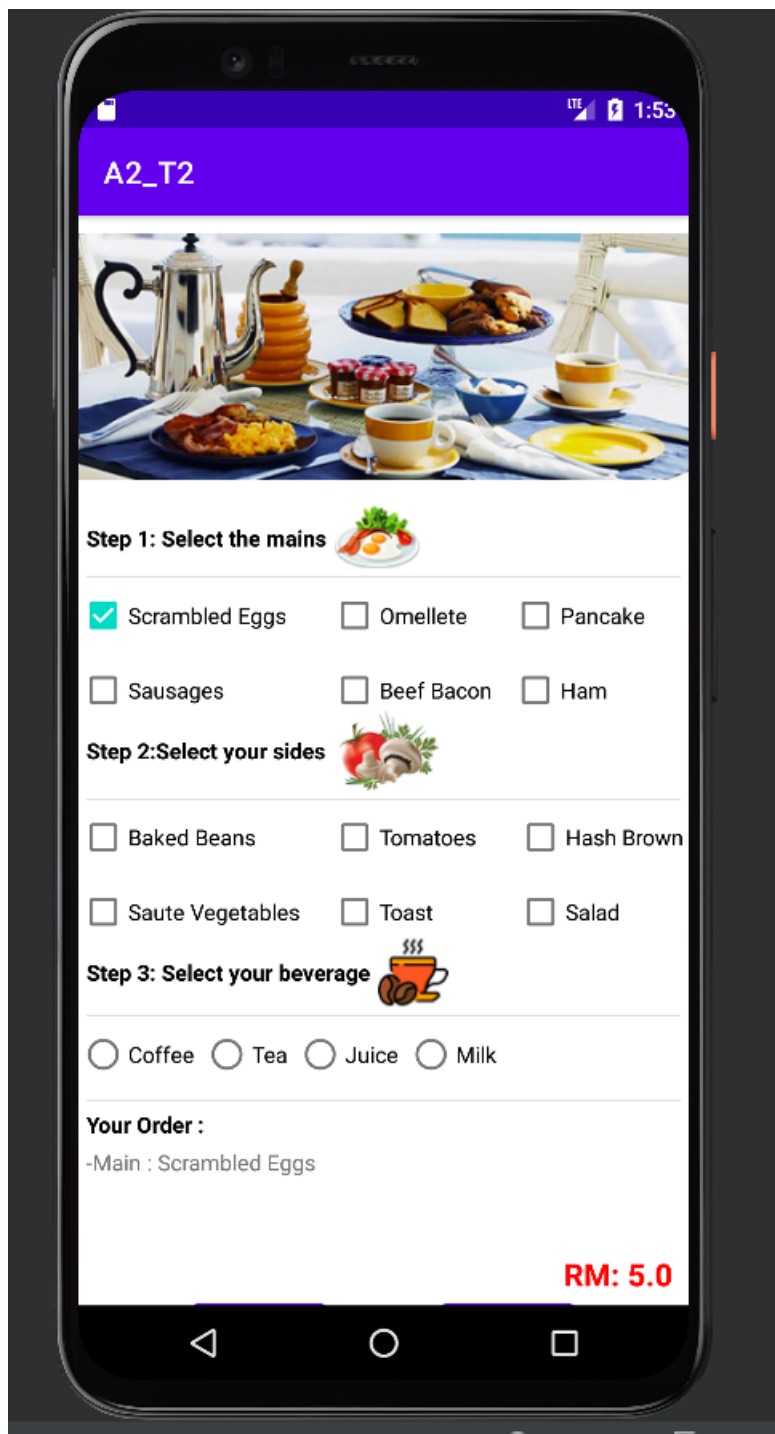 LTE 1:53
A2_T2
Step 1: Select the mains
Scrambled Eggs Omellete Pancake
Sausages Beef Bacon Ham
Step 2:Select your sides
Baked Beans Tomatoes Hash Brown
Saute Vegetables Toast Salad
Step 3: Select your beverage
Coffee Tea Juice Milk
Your Order :
-Main : Scrambled Eggs
RM: 5.0